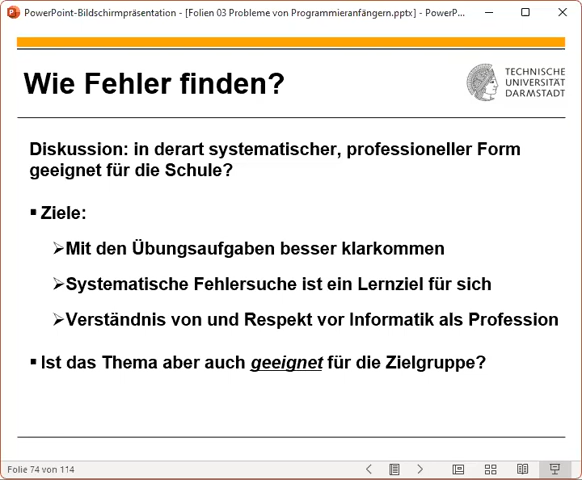 PowerPoint-Bildschirmpräsentation - [Folien 03 Probleme von Programmieranfängern.pptx] - PowerP...
Wie Fehler finden?
TECHNISCHE
UNIVERSITÄT
DARMSTADT
Diskussion: in derart systematischer, professioneller Form
geeignet für die Schule?
▪ Ziele:
➢Mit den Übungsaufgaben besser klarkommen
➢Systematische Fehlersuche ist ein Lernziel für sich
➢Verständnis von und Respekt vor Informatik als Profession
▪ Ist das Thema aber auch geeignet für die Zielgruppe?
Folie 74 von 114